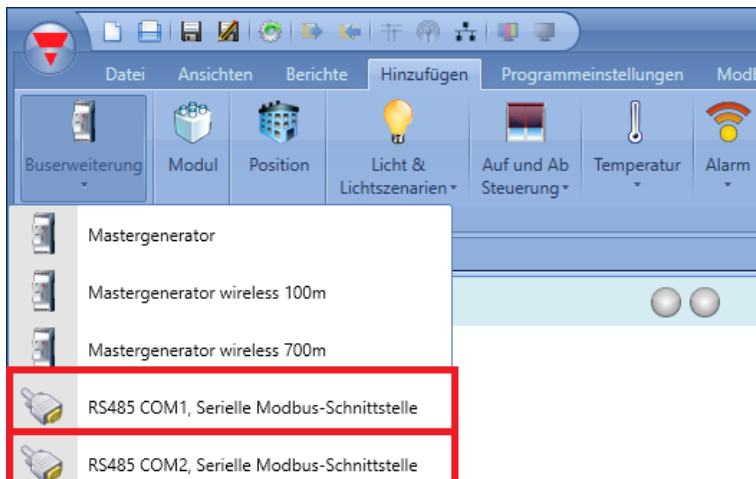 Datei Ansichten Berichte Hinzufügen Programmeinstellungen
Buserweiterung Modul Position Licht & Auf und Ab Temperatur Alarm
Lichtszenarien Steuerung
Mastergenerator
Mastergenerator wireless 100m
Mastergenerator wireless 700m
RS485 COM1, Serielle Modbus-Schnittstelle
RS485 COM2, Serielle Modbus-Schnittstelle